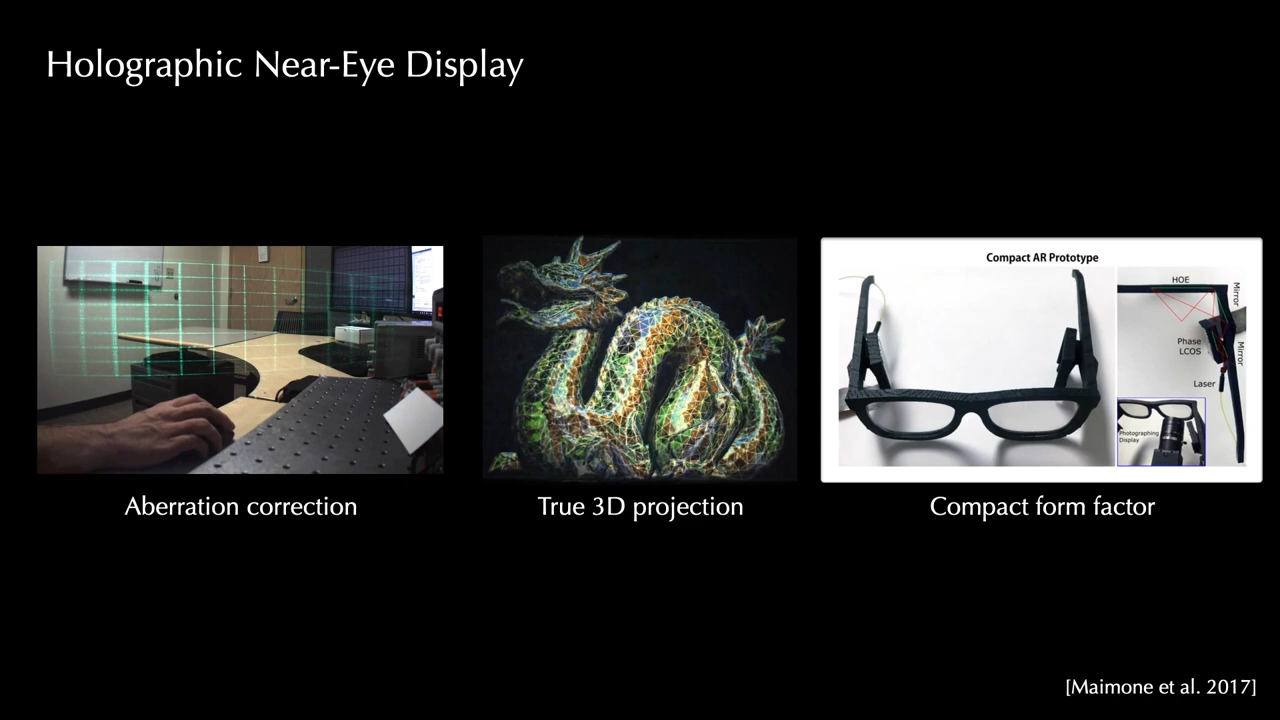 Holographic Near-Eye Display
Compact AR Prototype
HOE
Mirror
Phase
LCOS
Mirror
Laser
Photographing
Display
Aberration correction
True 3D projection
Compact form factor
[Maimone et al. 2017]